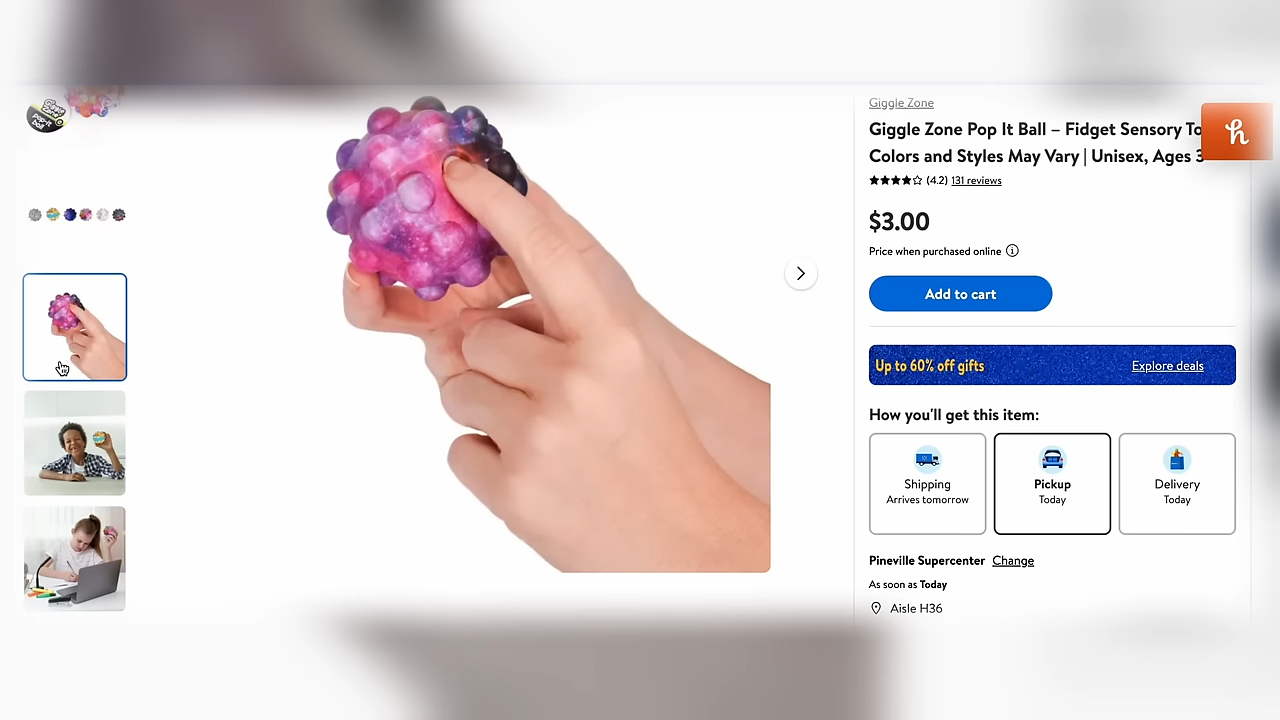 Giggle Zone
Giggle Zone Pop It Ball – Fidget Sensory To
Colors and Styles May Vary | Unisex, Ages 3
(4.2) 131 reviews
$3.00
Price when purchased online
Add to cart
Up to 60% off gifts
Explore deals
How you'll get this item:
Shipping
Arrives tomorrow
Pickup
Today
Delivery
Today
Pineville Supercenter Change
As soon as Today
Aisle H36
h
pop·it
ball